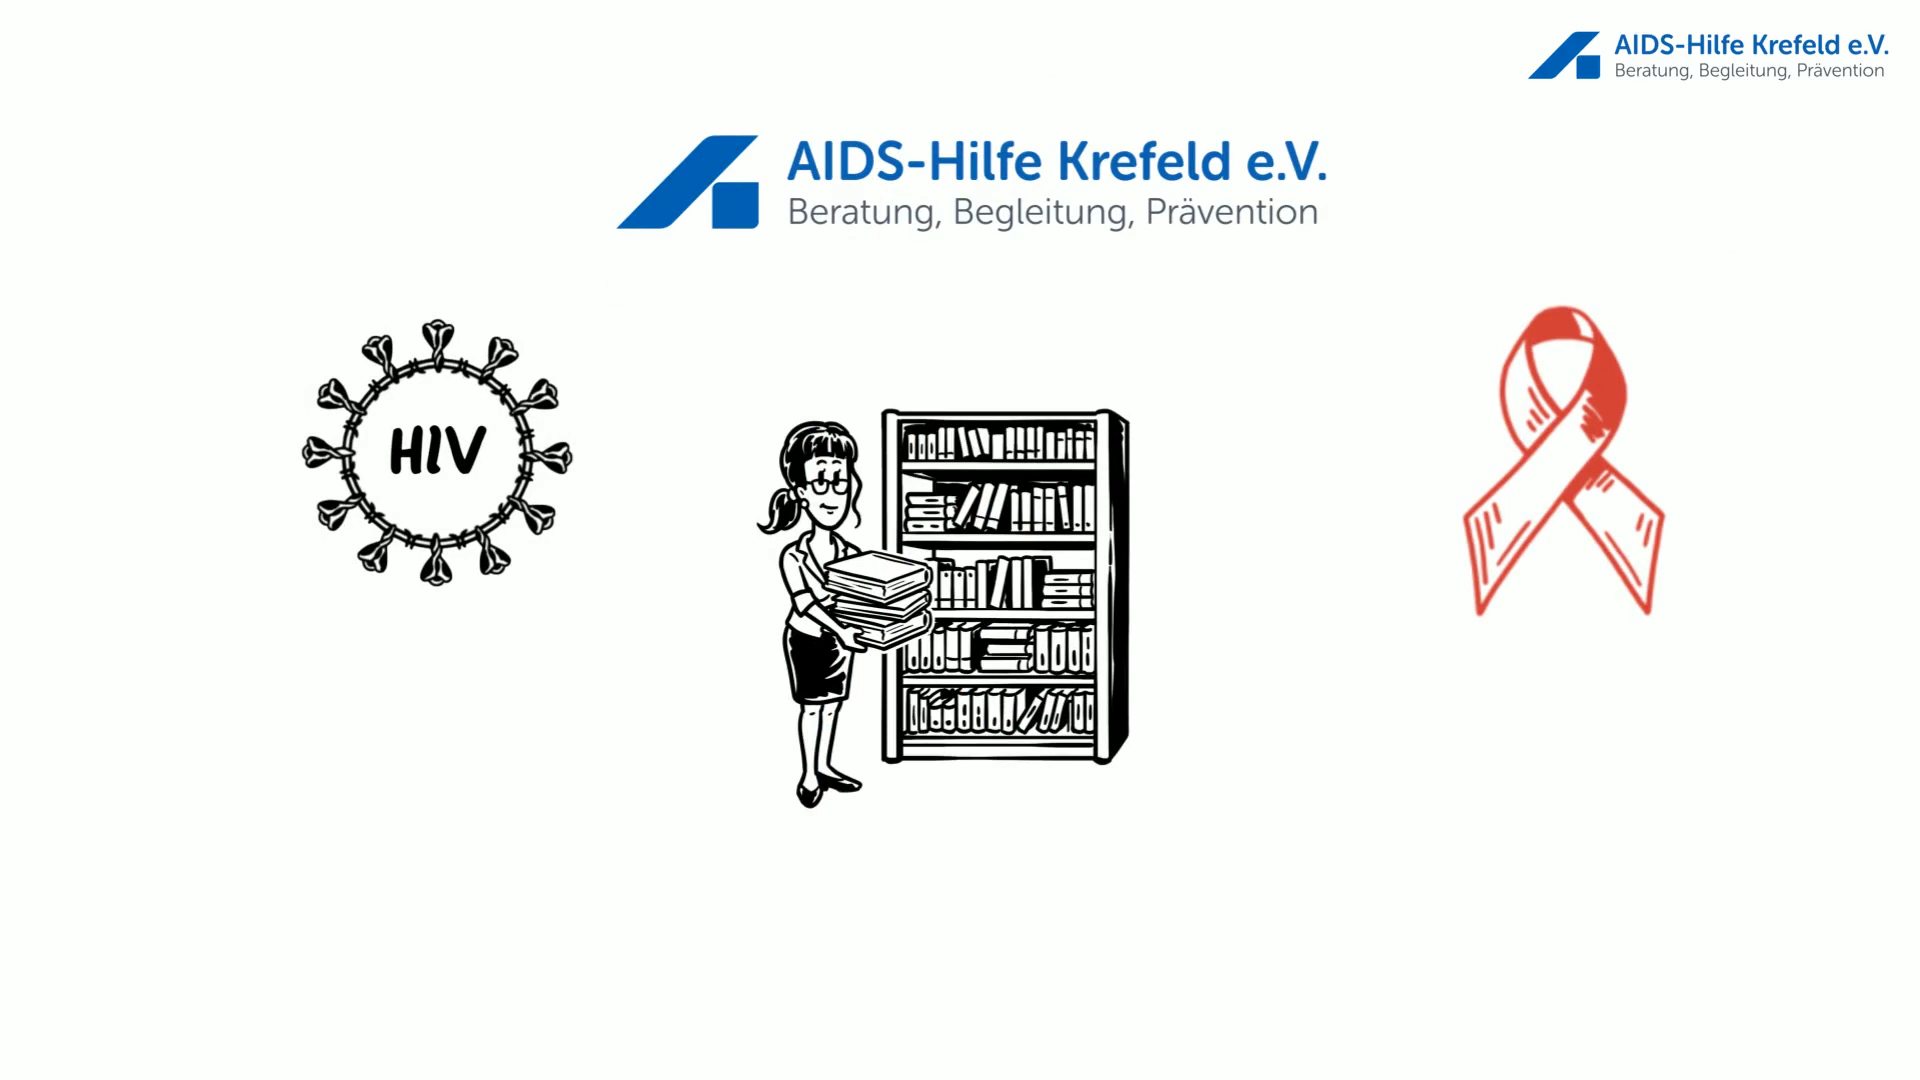 AIDS-Hilfe Krefeld e.V.
Beratung, Begleitung, Prävention
AIDS-Hilfe Krefeld e.V.
Beratung, Begleitung, Prävention
HIV